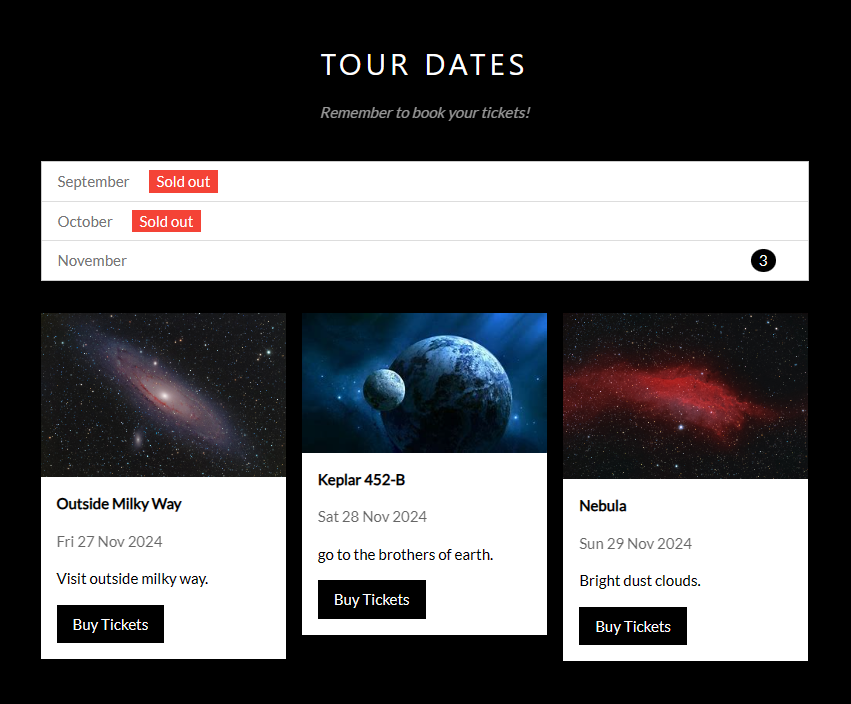 TOUR DATES
Remember to book your tickets!
September Sold out
October Sold out
November 3
Outside Milky Way
Fri 27 Nov 2024
Visit outside milky way.
Buy Tickets
Keplar 452-B
Sat 28 Nov 2024
go to the brothers of earth.
Buy Tickets
Nebula
Sun 29 Nov 2024
Bright dust clouds.
Buy Tickets